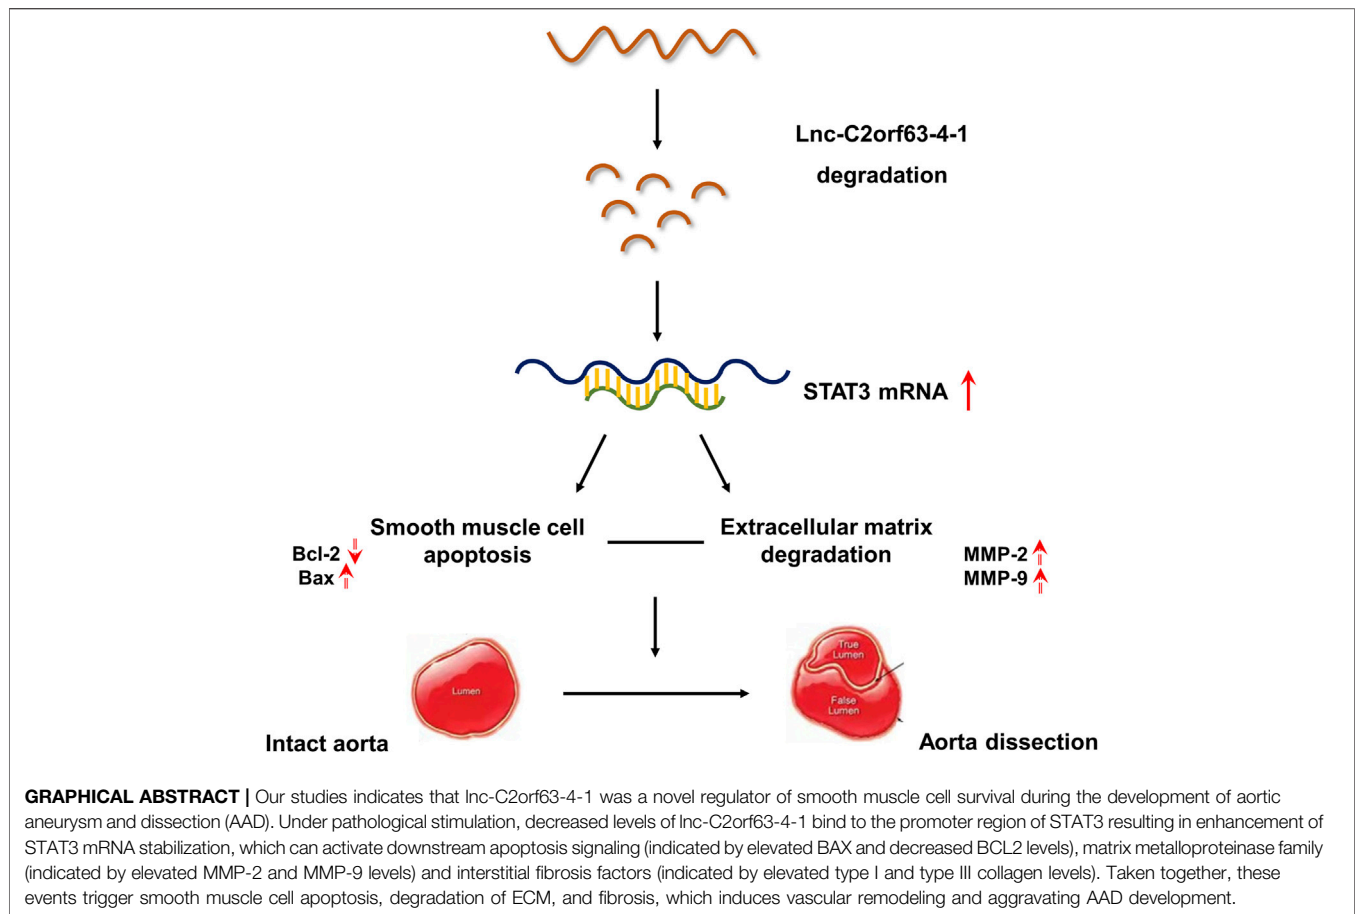 Lnc-C2orf63-4-1
degradation
STAT3 mRNA
Smooth muscle cell
apoptosis
Extracellular matrix
degradation
Bcl-2
Bax
MMP-2
MMP-9
Lumen
True
Lumen
False
Lumen
Intact aorta
Aorta dissection
GRAPHICAL ABSTRACT | Our studies indicates that lnc-C2orf63-4-1 was a novel regulator of smooth muscle cell survival during the development of aortic
aneurysm and dissection (AAD). Under pathological stimulation, decreased levels of lnc-C2orf63-4-1 bind to the promoter region of STAT3 resulting in enhancement of
STAT3 mRNA stabilization, which can activate downstream apoptosis signaling (indicated by elevated BAX and decreased BCL2 levels), matrix metalloproteinase family
(indicated by elevated MMP-2 and MMP-9 levels) and interstitial fibrosis factors (indicated by elevated type I and type III collagen levels). Taken together, these
events trigger smooth muscle cell apoptosis, degradation of ECM, and fibrosis, which induces vascular remodeling and aggravating AAD development.